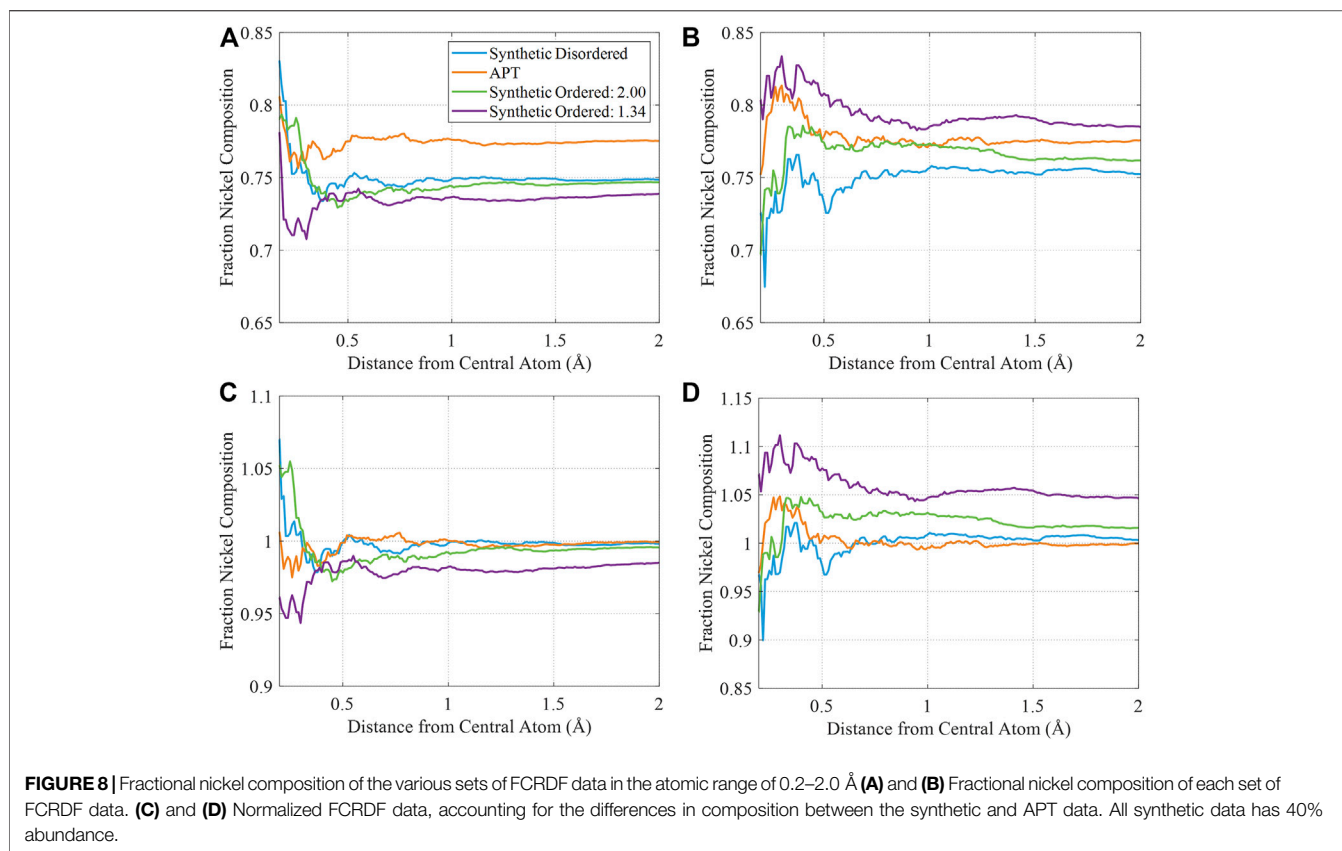 A
Fraction Nickel Composition
0.85
0.8
0.75
0.7
0.65
0.5
1
1.5
2
Distance from Central Atom (Å)
Synthetic Disordered
APT
Synthetic Ordered: 2.00
Synthetic Ordered: 1.34
B
Fraction Nickel Composition
0.85
0.8
0.75
0.7
0.65
0.5
1
1.5
2
Distance from Central Atom (Å)
C
Fraction Nickel Composition
1.1
1.05
1
0.95
0.9
0.5
1
1.5
2
Distance from Central Atom (Å)
D
Fraction Nickel Composition
1.15
1.1
1.05
1
0.95
0.9
0.85
0.5
1
1.5
2
Distance from Central Atom (Å)
FIGURE 8 | Fractional nickel composition of the various sets of FCRDF data in the atomic range of 0.2–2.0 Å (A) and (B) Fractional nickel composition of each set of
FCRDF data. (C) and (D) Normalized FCRDF data, accounting for the differences in composition between the synthetic and APT data. All synthetic data has 40%
abundance.